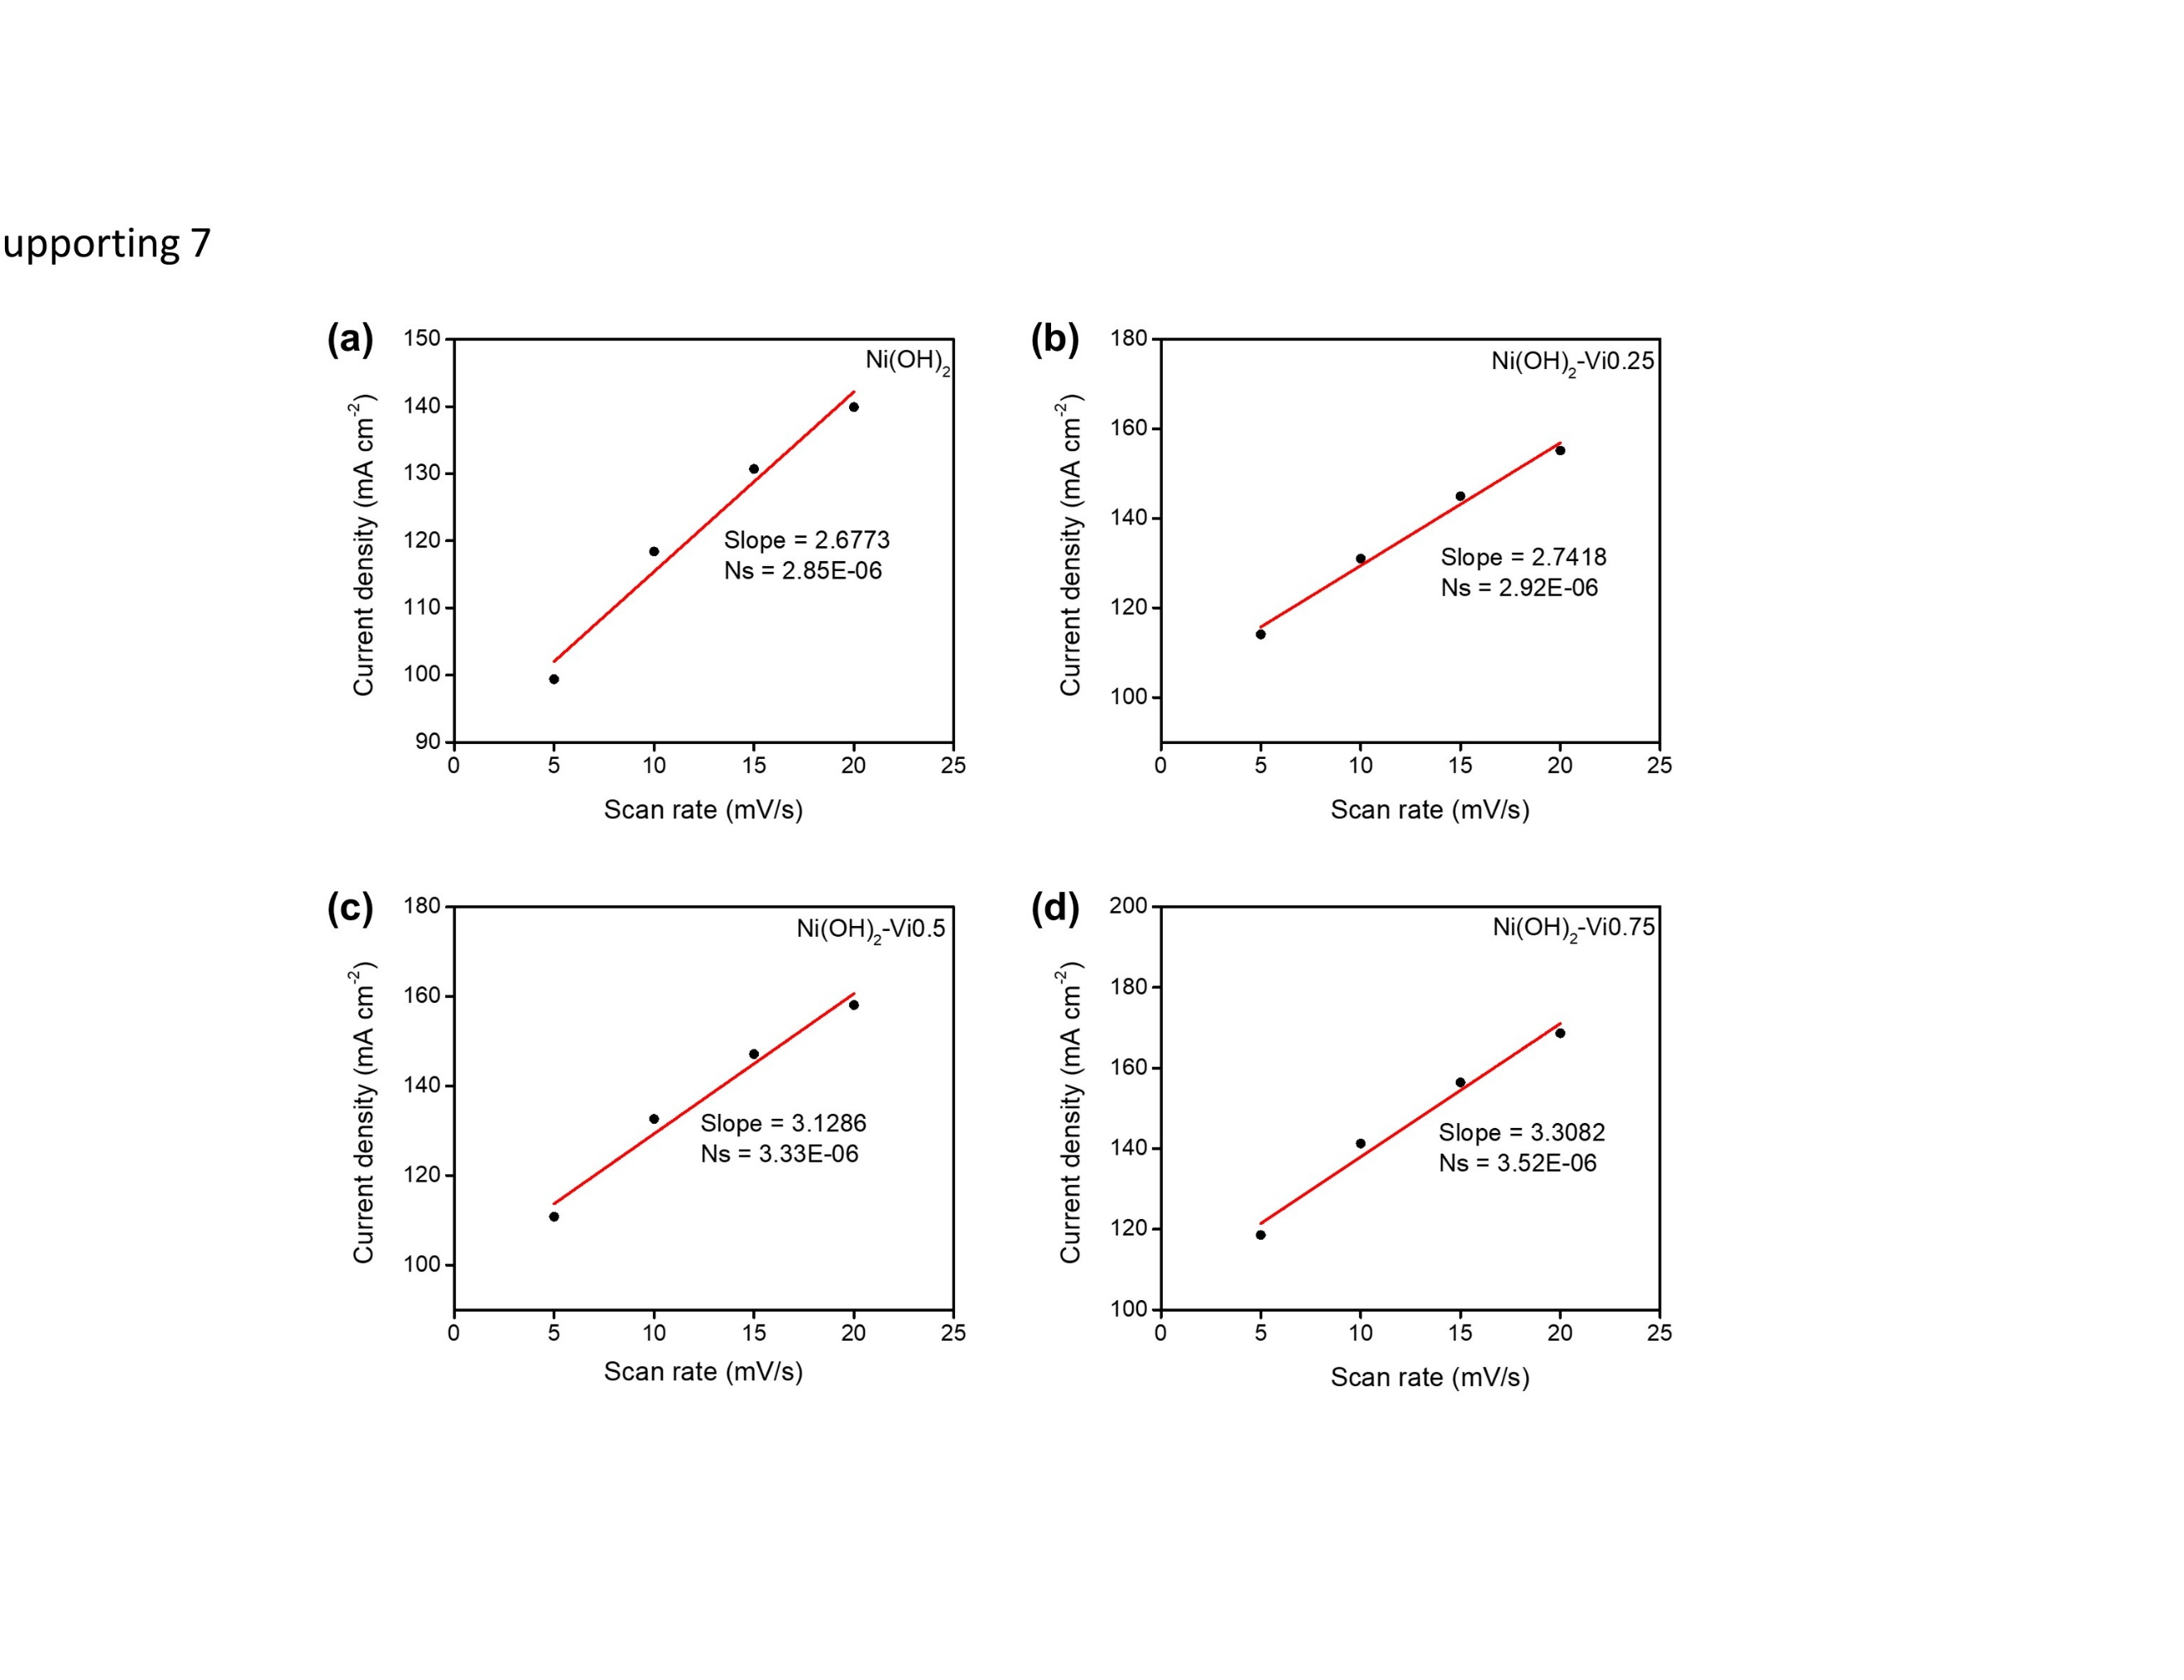 upporting 7
(a)
Ni(OH)2
150
140
130
120
110
100
90
Current density (mA cm-2)
Slope = 2.6773
Ns = 2.85E-06
0 5 10 15 20 25
Scan rate (mV/s)
(b)
Ni(OH)2-Vi0.25
180
160
140
120
100
Current density (mA cm-2)
Slope = 2.7418
Ns = 2.92E-06
0 5 10 15 20 25
Scan rate (mV/s)
(c)
Ni(OH)2-Vi0.5
180
160
140
120
100
Current density (mA cm-2)
Slope = 3.1286
Ns = 3.33E-06
0 5 10 15 20 25
Scan rate (mV/s)
(d)
Ni(OH)2-Vi0.75
200
180
160
140
120
100
Current density (mA cm-2)
Slope = 3.3082
Ns = 3.52E-06
0 5 10 15 20 25
Scan rate (mV/s)